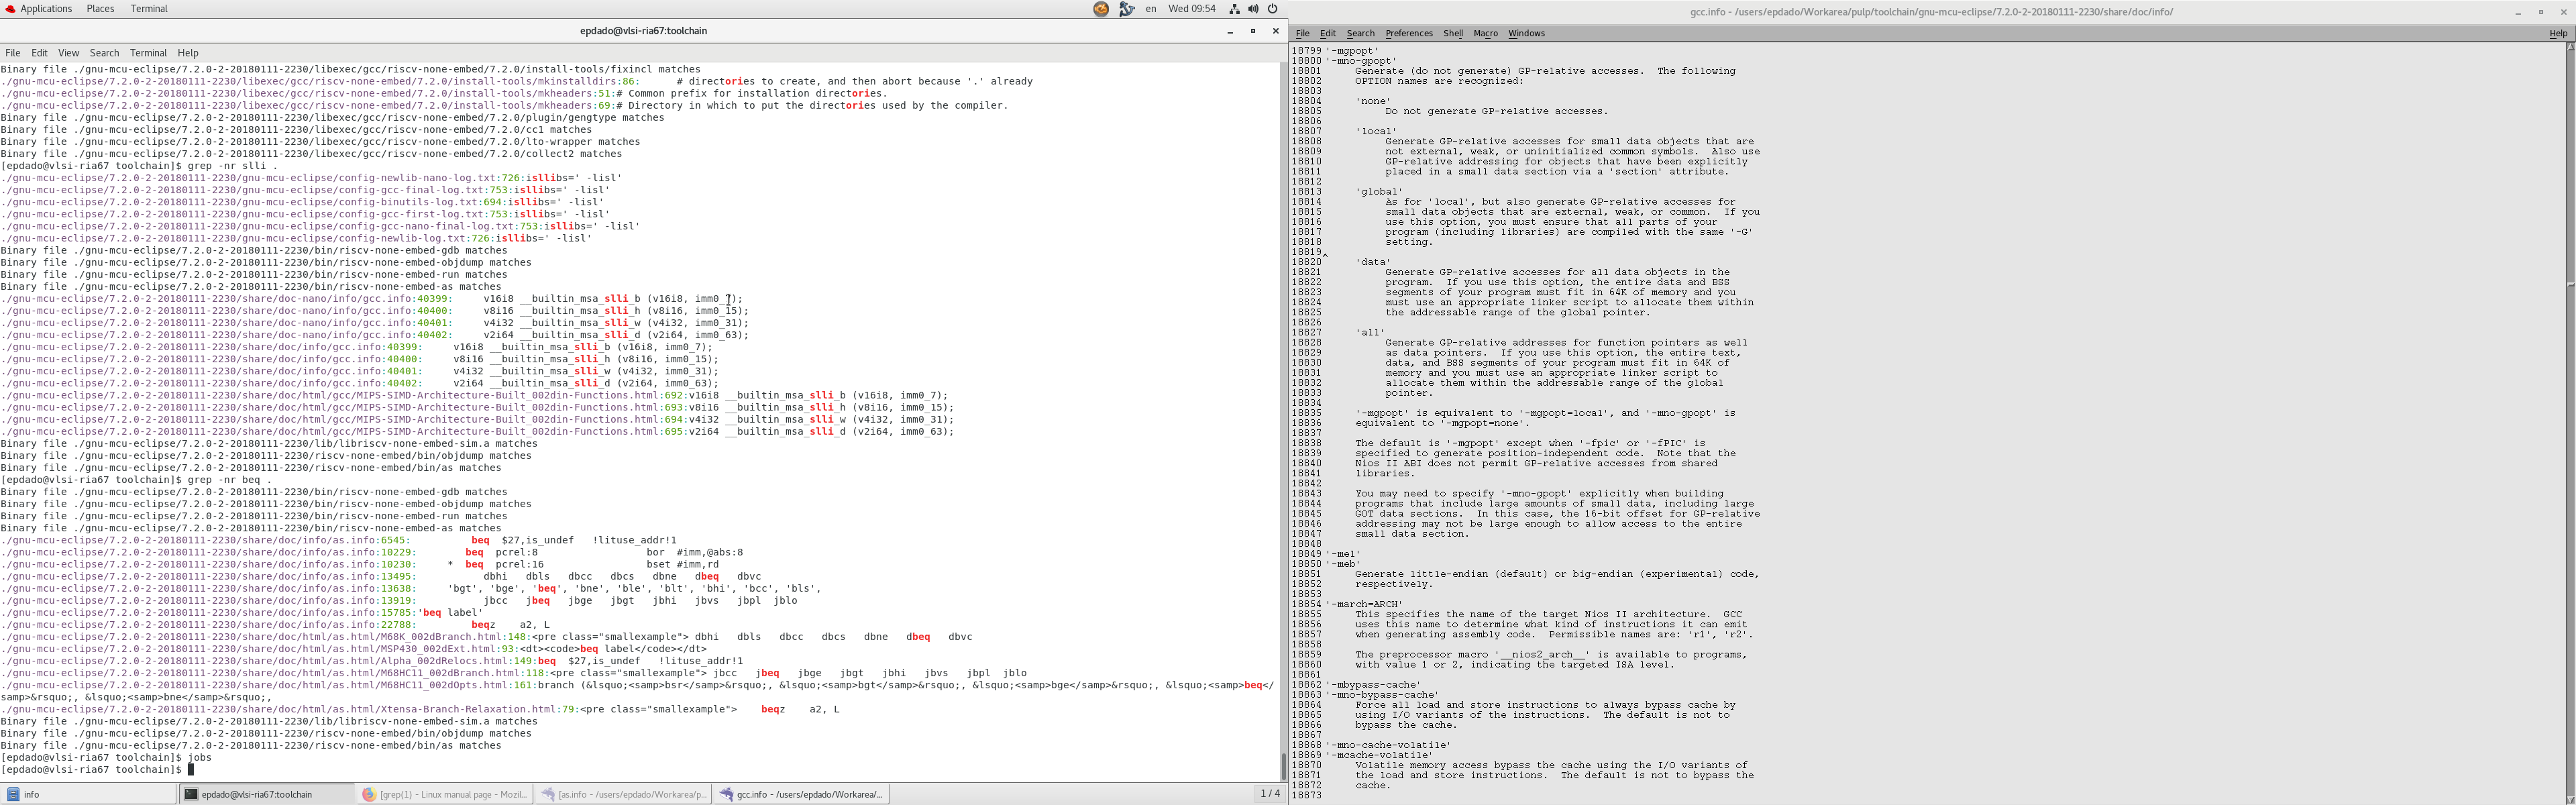 Applications Places Terminal en Wed 09:54
epdado@vlsi-ria67:toolchain
File Edit View Search Terminal Help
Binary file ./gnu-mcu-eclipse/7.2.0-2-20180111-2230/libexec/gcc/riscv-none-embed/7.2.0/install-tools/fixincl matches
./gnu-mcu-eclipse/7.2.0-2-20180111-2230/libexec/gcc/riscv-none-embed/7.2.0/install-tools/mkinstalldirs:86: # directories to create, and then abort because '.' already
./gnu-mcu-eclipse/7.2.0-2-20180111-2230/libexec/gcc/riscv-none-embed/7.2.0/install-tools/mkheaders:51:# Common prefix for installation directories.
./gnu-mcu-eclipse/7.2.0-2-20180111-2230/libexec/gcc/riscv-none-embed/7.2.0/install-tools/mkheaders:69:# Directory in which to put the directories used by the compiler.
Binary file ./gnu-mcu-eclipse/7.2.0-2-20180111-2230/libexec/gcc/riscv-none-embed/7.2.0/plugin/gengtype matches
Binary file ./gnu-mcu-eclipse/7.2.0-2-20180111-2230/libexec/gcc/riscv-none-embed/7.2.0/cc1 matches
Binary file ./gnu-mcu-eclipse/7.2.0-2-20180111-2230/libexec/gcc/riscv-none-embed/7.2.0/lto-wrapper matches
Binary file ./gnu-mcu-eclipse/7.2.0-2-20180111-2230/libexec/gcc/riscv-none-embed/7.2.0/collect2 matches
[epdado@vlsi-ria67 toolchain]$ grep -nr slli .
./gnu-mcu-eclipse/7.2.0-2-20180111-2230/gnu-mcu-eclipse/config-newlib-nano-log.txt:726:isllibs=' -lisl'
./gnu-mcu-eclipse/7.2.0-2-20180111-2230/gnu-mcu-eclipse/config-gcc-final-log.txt:753:isllibs=' -lisl'
./gnu-mcu-eclipse/7.2.0-2-20180111-2230/gnu-mcu-eclipse/config-binutils-log.txt:694:isllibs=' -lisl'
./gnu-mcu-eclipse/7.2.0-2-20180111-2230/gnu-mcu-eclipse/config-gcc-first-log.txt:753:isllibs=' -lisl'
./gnu-mcu-eclipse/7.2.0-2-20180111-2230/gnu-mcu-eclipse/config-gcc-nano-final-log.txt:753:isllibs=' -lisl'
./gnu-mcu-eclipse/7.2.0-2-20180111-2230/gnu-mcu-eclipse/config-newlib-log.txt:726:isllibs=' -lisl'
Binary file ./gnu-mcu-eclipse/7.2.0-2-20180111-2230/bin/riscv-none-embed-gdb matches
Binary file ./gnu-mcu-eclipse/7.2.0-2-20180111-2230/bin/riscv-none-embed-objdump matches
Binary file ./gnu-mcu-eclipse/7.2.0-2-20180111-2230/bin/riscv-none-embed-run matches
Binary file ./gnu-mcu-eclipse/7.2.0-2-20180111-2230/bin/riscv-none-embed-as matches
./gnu-mcu-eclipse/7.2.0-2-20180111-2230/share/doc-nano/info/gcc.info:40399: v16i8 __builtin_msa_slli_b (v16i8, imm0_7);
./gnu-mcu-eclipse/7.2.0-2-20180111-2230/share/doc-nano/info/gcc.info:40400: v8i16 __builtin_msa_slli_h (v8i16, imm0_15);
./gnu-mcu-eclipse/7.2.0-2-20180111-2230/share/doc-nano/info/gcc.info:40401: v4i32 __builtin_msa_slli_w (v4i32, imm0_31);
./gnu-mcu-eclipse/7.2.0-2-20180111-2230/share/doc-nano/info/gcc.info:40402: v2i64 __builtin_msa_slli_d (v2i64, imm0_63);
./gnu-mcu-eclipse/7.2.0-2-20180111-2230/share/doc/info/gcc.info:40399: v16i8 __builtin_msa_slli_b (v16i8, imm0_7);
./gnu-mcu-eclipse/7.2.0-2-20180111-2230/share/doc/info/gcc.info:40400: v8i16 __builtin_msa_slli_h (v8i16, imm0_15);
./gnu-mcu-eclipse/7.2.0-2-20180111-2230/share/doc/info/gcc.info:40401: v4i32 __builtin_msa_slli_w (v4i32, imm0_31);
./gnu-mcu-eclipse/7.2.0-2-20180111-2230/share/doc/info/gcc.info:40402: v2i64 __builtin_msa_slli_d (v2i64, imm0_63);
./gnu-mcu-eclipse/7.2.0-2-20180111-2230/share/doc/html/gcc/MIPS-SIMD-Architecture-Built_002din-Functions.html:692:v16i8 __builtin_msa_slli_b (v16i8, imm0_7);
./gnu-mcu-eclipse/7.2.0-2-20180111-2230/share/doc/html/gcc/MIPS-SIMD-Architecture-Built_002din-Functions.html:693:v8i16 __builtin_msa_slli_h (v8i16, imm0_15);
./gnu-mcu-eclipse/7.2.0-2-20180111-2230/share/doc/html/gcc/MIPS-SIMD-Architecture-Built_002din-Functions.html:694:v4i32 __builtin_msa_slli_w (v4i32, imm0_31);
./gnu-mcu-eclipse/7.2.0-2-20180111-2230/share/doc/html/gcc/MIPS-SIMD-Architecture-Built_002din-Functions.html:695:v2i64 __builtin_msa_slli_d (v2i64, imm0_63);
Binary file ./gnu-mcu-eclipse/7.2.0-2-20180111-2230/lib/libriscv-none-embed-sim.a matches
Binary file ./gnu-mcu-eclipse/7.2.0-2-20180111-2230/riscv-none-embed/bin/objdump matches
Binary file ./gnu-mcu-eclipse/7.2.0-2-20180111-2230/riscv-none-embed/bin/as matches
[epdado@vlsi-ria67 toolchain]$ grep -nr beq .
Binary file ./gnu-mcu-eclipse/7.2.0-2-20180111-2230/bin/riscv-none-embed-gdb matches
Binary file ./gnu-mcu-eclipse/7.2.0-2-20180111-2230/bin/riscv-none-embed-objdump matches
Binary file ./gnu-mcu-eclipse/7.2.0-2-20180111-2230/bin/riscv-none-embed-run matches
Binary file ./gnu-mcu-eclipse/7.2.0-2-20180111-2230/bin/riscv-none-embed-as matches
./gnu-mcu-eclipse/7.2.0-2-20180111-2230/share/doc/info/as.info:6545: beq $27,is_undef !lituse_addr!1
./gnu-mcu-eclipse/7.2.0-2-20180111-2230/share/doc/info/as.info:10229: beq pcrel:8 bor #imm,@abs:8
./gnu-mcu-eclipse/7.2.0-2-20180111-2230/share/doc/info/as.info:10230: * beq pcrel:16 bset #imm,rd
./gnu-mcu-eclipse/7.2.0-2-20180111-2230/share/doc/info/as.info:13495: dbhi dbls dbcc dbcs dbne dbeq dbvc
./gnu-mcu-eclipse/7.2.0-2-20180111-2230/share/doc/info/as.info:13638: 'bgt', 'bge', 'beq', 'bne', 'ble', 'blt', 'bhi', 'bcc', 'bls',
./gnu-mcu-eclipse/7.2.0-2-20180111-2230/share/doc/info/as.info:13919: jbcc jbeq jbge jbgt jbhi jbvs jbpl jblo
./gnu-mcu-eclipse/7.2.0-2-20180111-2230/share/doc/info/as.info:15785:'beq label'
./gnu-mcu-eclipse/7.2.0-2-20180111-2230/share/doc/info/as.info:22788: beqz a2, L
./gnu-mcu-eclipse/7.2.0-2-20180111-2230/share/doc/html/as.html/M68K_002dBranch.html:148:<pre class="smallexample"> dbhi dbls dbcc dbcs dbne dbeq dbvc
./gnu-mcu-eclipse/7.2.0-2-20180111-2230/share/doc/html/as.html/MSP430_002dExt.html:93:<dt><code>beq label</code></dt>
./gnu-mcu-eclipse/7.2.0-2-20180111-2230/share/doc/html/as.html/Alpha_002dRelocs.html:149:beq $27,is_undef !lituse_addr!1
./gnu-mcu-eclipse/7.2.0-2-20180111-2230/share/doc/html/as.html/M68HC11_002dBranch.html:118:<pre class="smallexample"> jbcc jbeq jbge jbgt jbhi jbvs jbpl jblo
./gnu-mcu-eclipse/7.2.0-2-20180111-2230/share/doc/html/as.html/M68HC11_002dOpts.html:161:branch (&lsquo;<samp>bsr</samp>&rsquo;, &lsquo;<samp>bgt</samp>&rsquo;, &lsquo;<samp>bge</samp>&rsquo;, &lsquo;<samp>beq</
samp>&rsquo;, &lsquo;<samp>bne</samp>&rsquo;,
./gnu-mcu-eclipse/7.2.0-2-20180111-2230/share/doc/html/as.html/Xtensa-Branch-Relaxation.html:79:<pre class="smallexample"> beqz a2, L
Binary file ./gnu-mcu-eclipse/7.2.0-2-20180111-2230/lib/libriscv-none-embed-sim.a matches
Binary file ./gnu-mcu-eclipse/7.2.0-2-20180111-2230/riscv-none-embed/bin/objdump matches
Binary file ./gnu-mcu-eclipse/7.2.0-2-20180111-2230/riscv-none-embed/bin/as matches
[epdado@vlsi-ria67 toolchain]$ jobs
[epdado@vlsi-ria67 toolchain]$
info epdado@vlsi-ria67:toolchain [grep(1) - Linux manual page - Mozil... [as.info - /users/epdado/Workarea/p... gcc.info - /users/epdado/Workarea/... 1 / 4
gcc.info - /users/epdado/Workarea/pulp/toolchain/gnu-mcu-eclipse/7.2.0-2-20180111-2230/share/doc/info/
File Edit Search Preferences Shell Macro Windows Help
18799 '-mgpopt'
18800 '-mno-gpopt'
18801 Generate (do not generate) GP-relative accesses. The following
18802 OPTION names are recognized:
18803
18804 'none'
18805 Do not generate GP-relative accesses.
18806
18807 'local'
18808 Generate GP-relative accesses for small data objects that are
18809 not external, weak, or uninitialized common symbols. Also use
18810 GP-relative addressing for objects that have been explicitly
18811 placed in a small data section via a 'section' attribute.
18812
18813 'global'
18814 As for 'local', but also generate GP-relative accesses for
18815 small data objects that are external, weak, or common. If you
18816 use this option, you must ensure that all parts of your
18817 program (including libraries) are compiled with the same '-G'
18818 setting.
18819
18820 'data'
18821 Generate GP-relative accesses for all data objects in the
18822 program. If you use this option, the entire data and BSS
18823 segments of your program must fit in 64K of memory and you
18824 must use an appropriate linker script to allocate them within
18825 the addressable range of the global pointer.
18826
18827 'all'
18828 Generate GP-relative addresses for function pointers as well
18829 as data pointers. If you use this option, the entire text,
18830 data, and BSS segments of your program must fit in 64K of
18831 memory and you must use an appropriate linker script to
18832 allocate them within the addressable range of the global
18833 pointer.
18834
18835 '-mgpopt' is equivalent to '-mgpopt=local', and '-mno-gpopt' is
18836 equivalent to '-mgpopt=none'.
18837
18838 The default is '-mgpopt' except when '-fpic' or '-fPIC' is
18839 specified to generate position-independent code. Note that the
18840 Nios II ABI does not permit GP-relative accesses from shared
18841 libraries.
18842
18843 You may need to specify '-mno-gpopt' explicitly when building
18844 programs that include large amounts of small data, including large
18845 GOT data sections. In this case, the 16-bit offset for GP-relative
18846 addressing may not be large enough to allow access to the entire
18847 small data section.
18848
18849 '-mel'
18850 '-meb'
18851 Generate little-endian (default) or big-endian (experimental) code,
18852 respectively.
18853
18854 '-march=ARCH'
18855 This specifies the name of the target Nios II architecture. GCC
18856 uses this name to determine what kind of instructions it can emit
18857 when generating assembly code. Permissible names are: 'r1', 'r2'.
18858
18859 The preprocessor macro '__nios2_arch__' is available to programs,
18860 with value 1 or 2, indicating the targeted ISA level.
18861
18862 '-mbypass-cache'
18863 '-mno-bypass-cache'
18864 Force all load and store instructions to always bypass cache by
18865 using I/O variants of the instructions. The default is not to
18866 bypass the cache.
18867
18868 '-mno-cache-volatile'
18869 '-mcache-volatile'
18870 Volatile memory access bypass the cache using the I/O variants of
18871 the load and store instructions. The default is not to bypass the
18872 cache.
18873